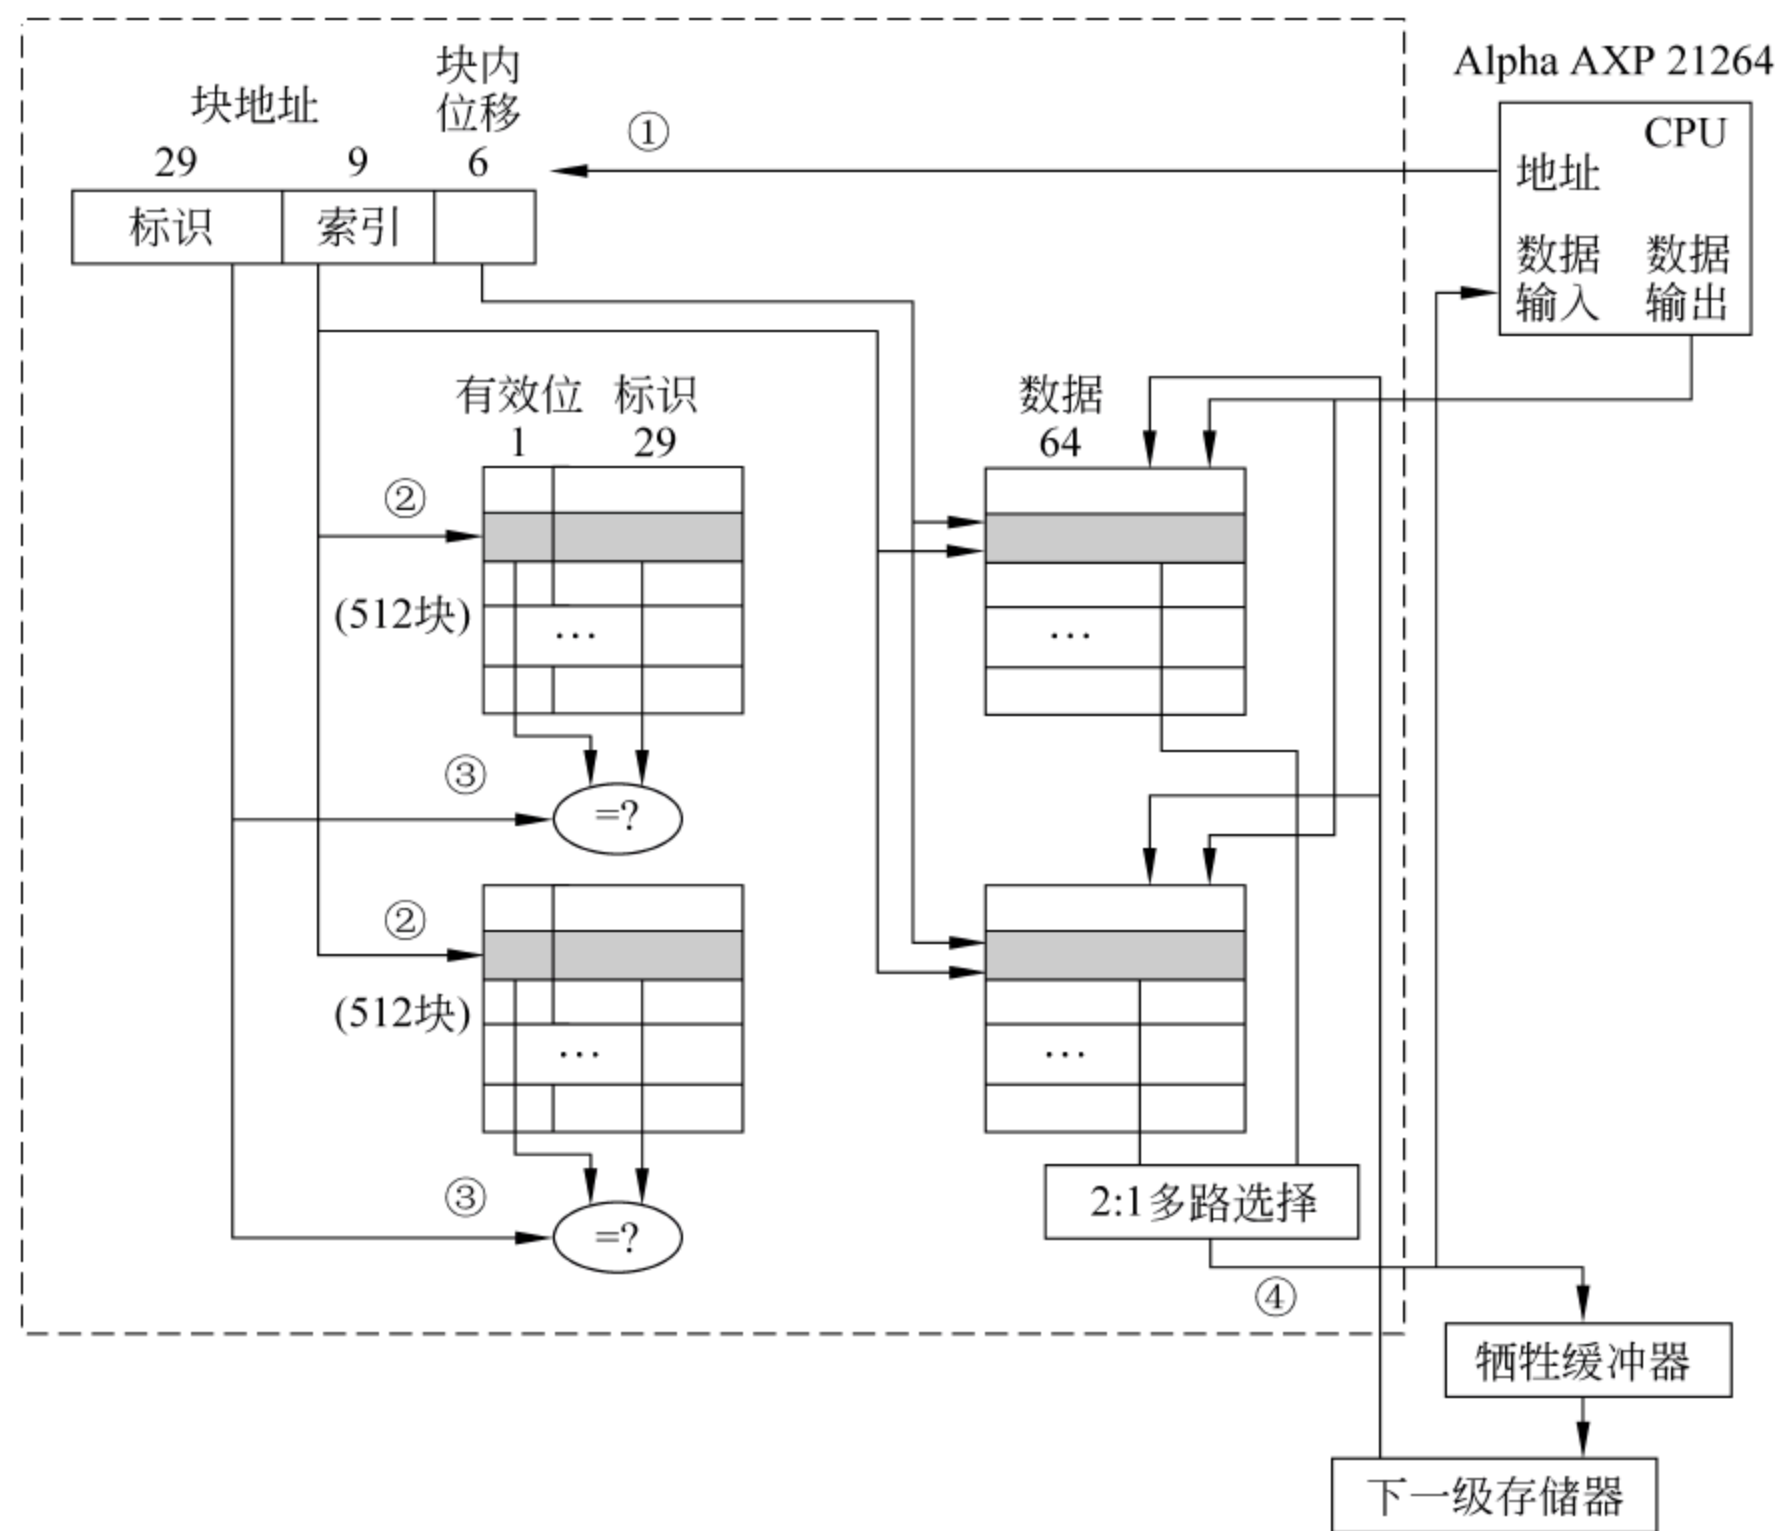 Alpha AXP 21264
CPU
地址
数据 数据
输入 输出
块地址
块内
位移
29 9 6
标识 索引
①
有效位 标识
1 29
数据
64
②
(512块)
…
…
③
=?
②
(512块)
…
…
③
=?
2:1多路选择
④
牺牲缓冲器
下一级存储器